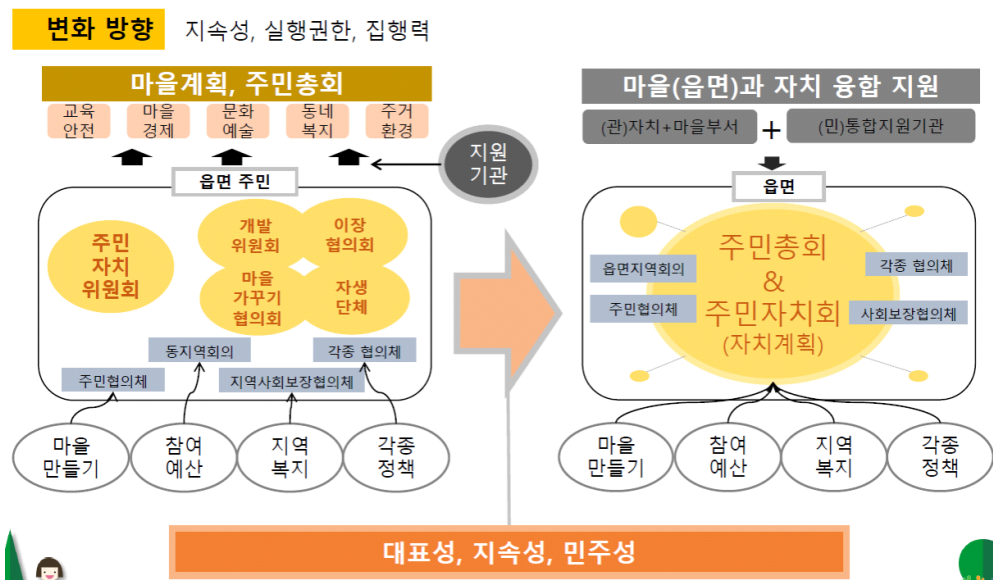 변화 방향
지속성, 실행권한, 집행력
마을계획, 주민총회
교육
안전
마을
경제
문화
예술
동네
복지
주거
환경
지원
기관
읍면 주민
주민
자치
위원회
개발
위원회
이장
협의회
마을
가꾸기
협의회
자생
단체
동지역회의
각종 협의체
주민협의체
지역사회보장협의체
마을
만들기
참여
예산
지역
복지
각종
정책
마을(읍면)과 자치 융합 지원
(관)자치+마을부서
+
(민)통합지원기관
읍면
주민총회
&
주민자치회
(자치계획)
읍면지역회의
주민협의체
각종 협의체
사회보장협의체
마을
만들기
참여
예산
지역
복지
각종
정책
대표성, 지속성, 민주성